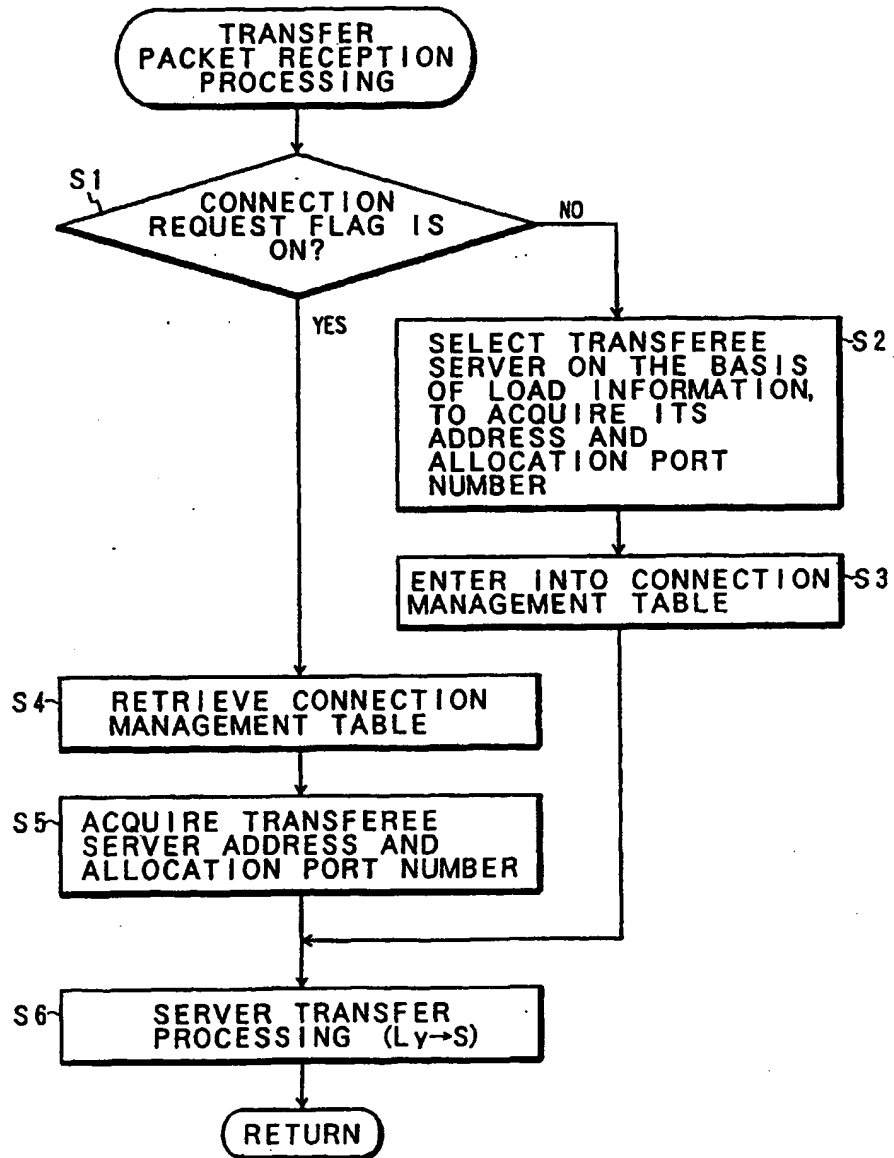 TRANSFER
PACKET RECEPTION
PROCESSING
S1
CONNECTION
REQUEST FLAG IS
ON?
NO
YES
SELECT TRANSFEREE
SERVER ON THE BASIS
OF LOAD INFORMATION,
TO ACQUIRE ITS
ADDRESS AND
ALLOCATION PORT
NUMBER
S2
ENTER INTO CONNECTION
MANAGEMENT TABLE
S3
S4
RETRIEVE CONNECTION
MANAGEMENT TABLE
S5
ACQUIRE TRANSFEREE
SERVER ADDRESS AND
ALLOCATION PORT NUMBER
S6
SERVER TRANSFER
PROCESSING (Ly→S)
RETURN